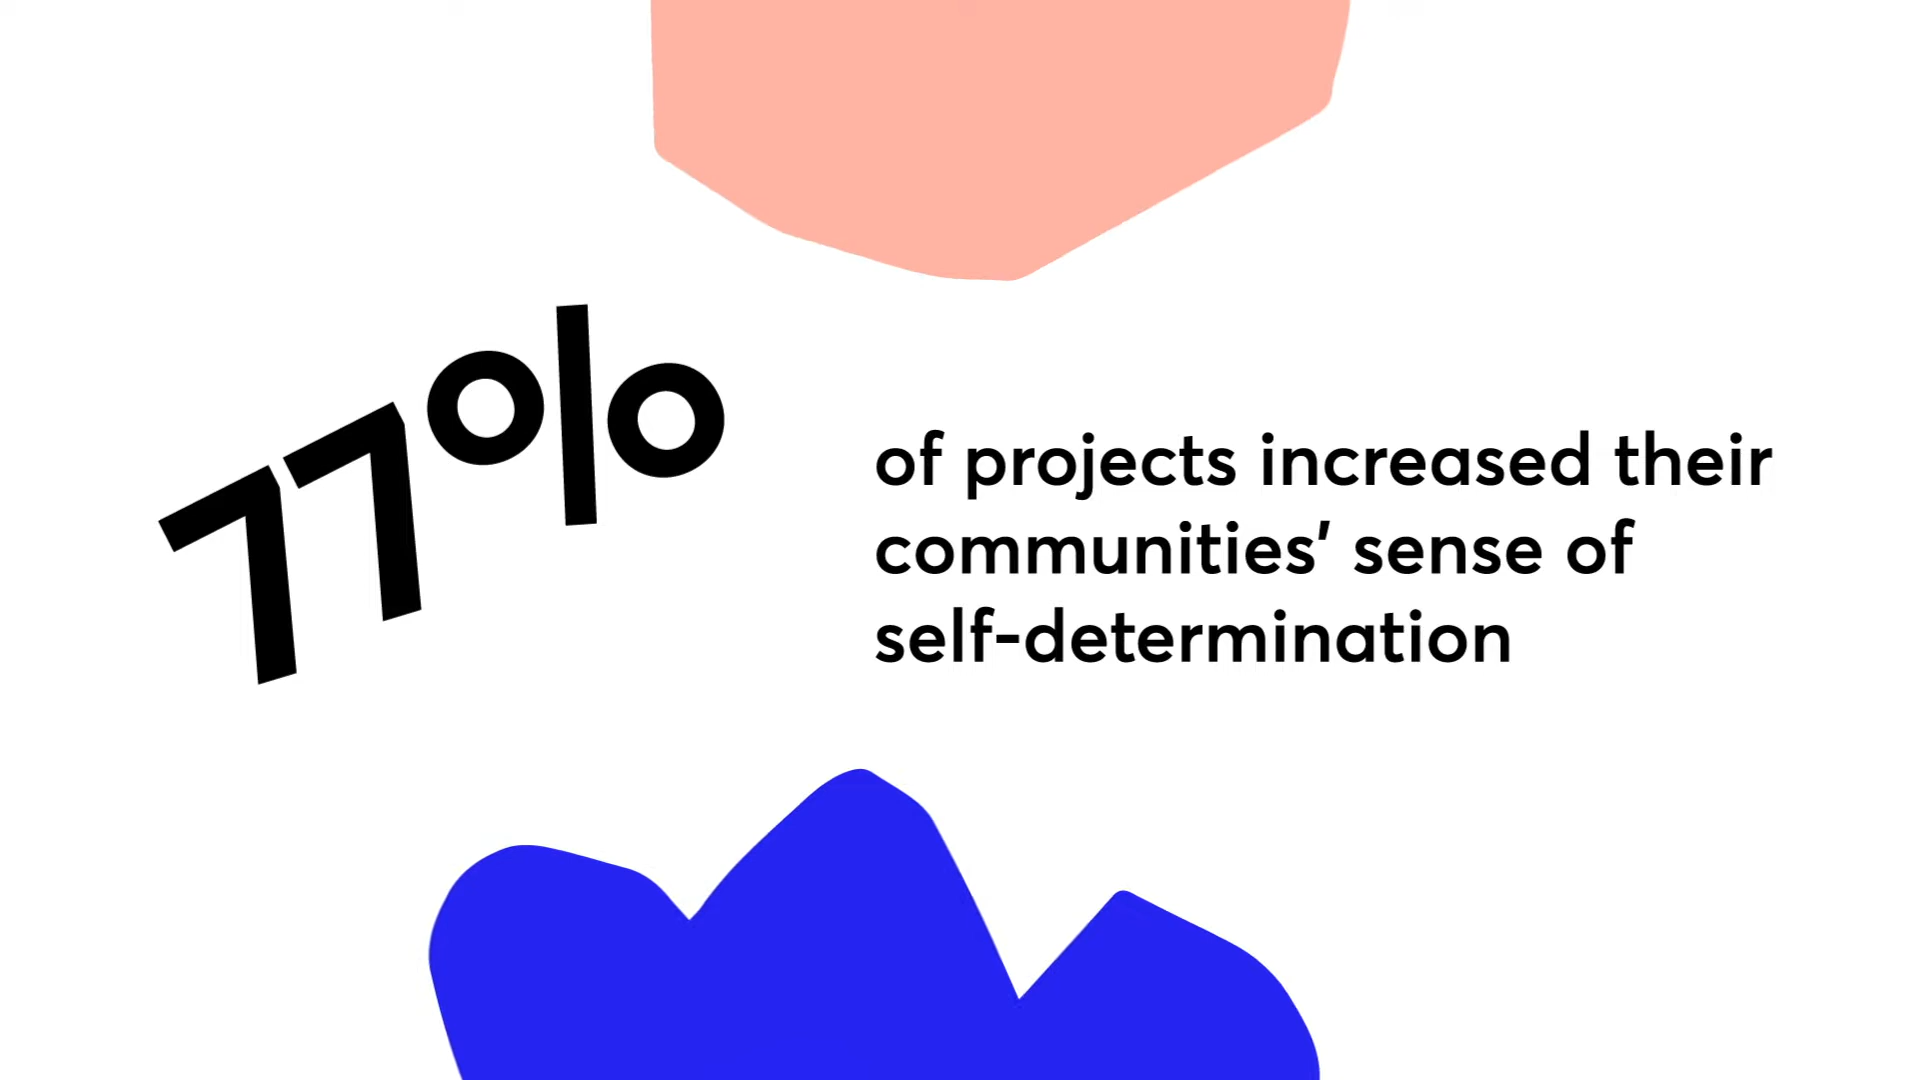 77%
of projects increased their
communities’ sense of
self-determination